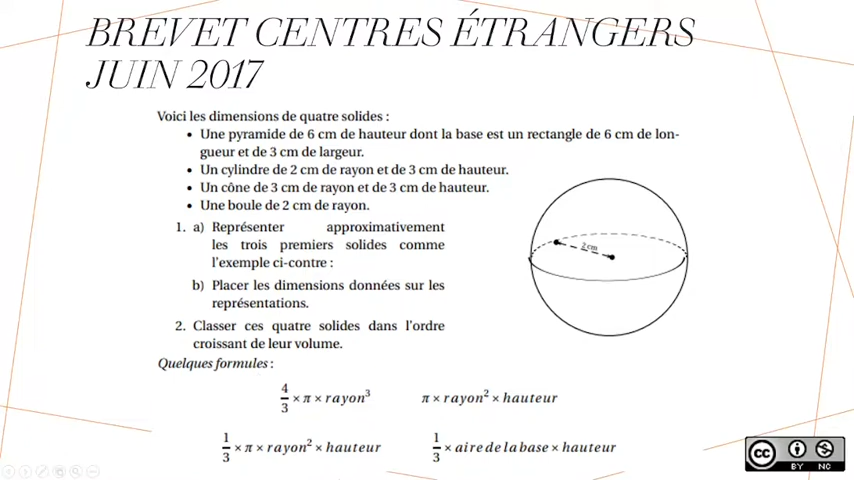 BREVET CENTRES ÉTRANGERS
JUIN 2017
Voici les dimensions de quatre solides :
• Une pyramide de 6 cm de hauteur dont la base est un rectangle de 6 cm de lon-
gueur et de 3 cm de largeur.
• Un cylindre de 2 cm de rayon et de 3 cm de hauteur.
• Un cône de 3 cm de rayon et de 3 cm de hauteur.
• Une boule de 2 cm de rayon.
1. a) Représenter approximativement
les trois premiers solides comme
l'exemple ci-contre :
b) Placer les dimensions données sur les
représentations.
2. Classer ces quatre solides dans l'ordre
croissant de leur volume.
2 cm
Quelques formules :
4/3 × π × rayon³
π × rayon² × hauteur
1/3 × π × rayon² × hauteur
1/3 × aire de la base × hauteur
cc BY NC